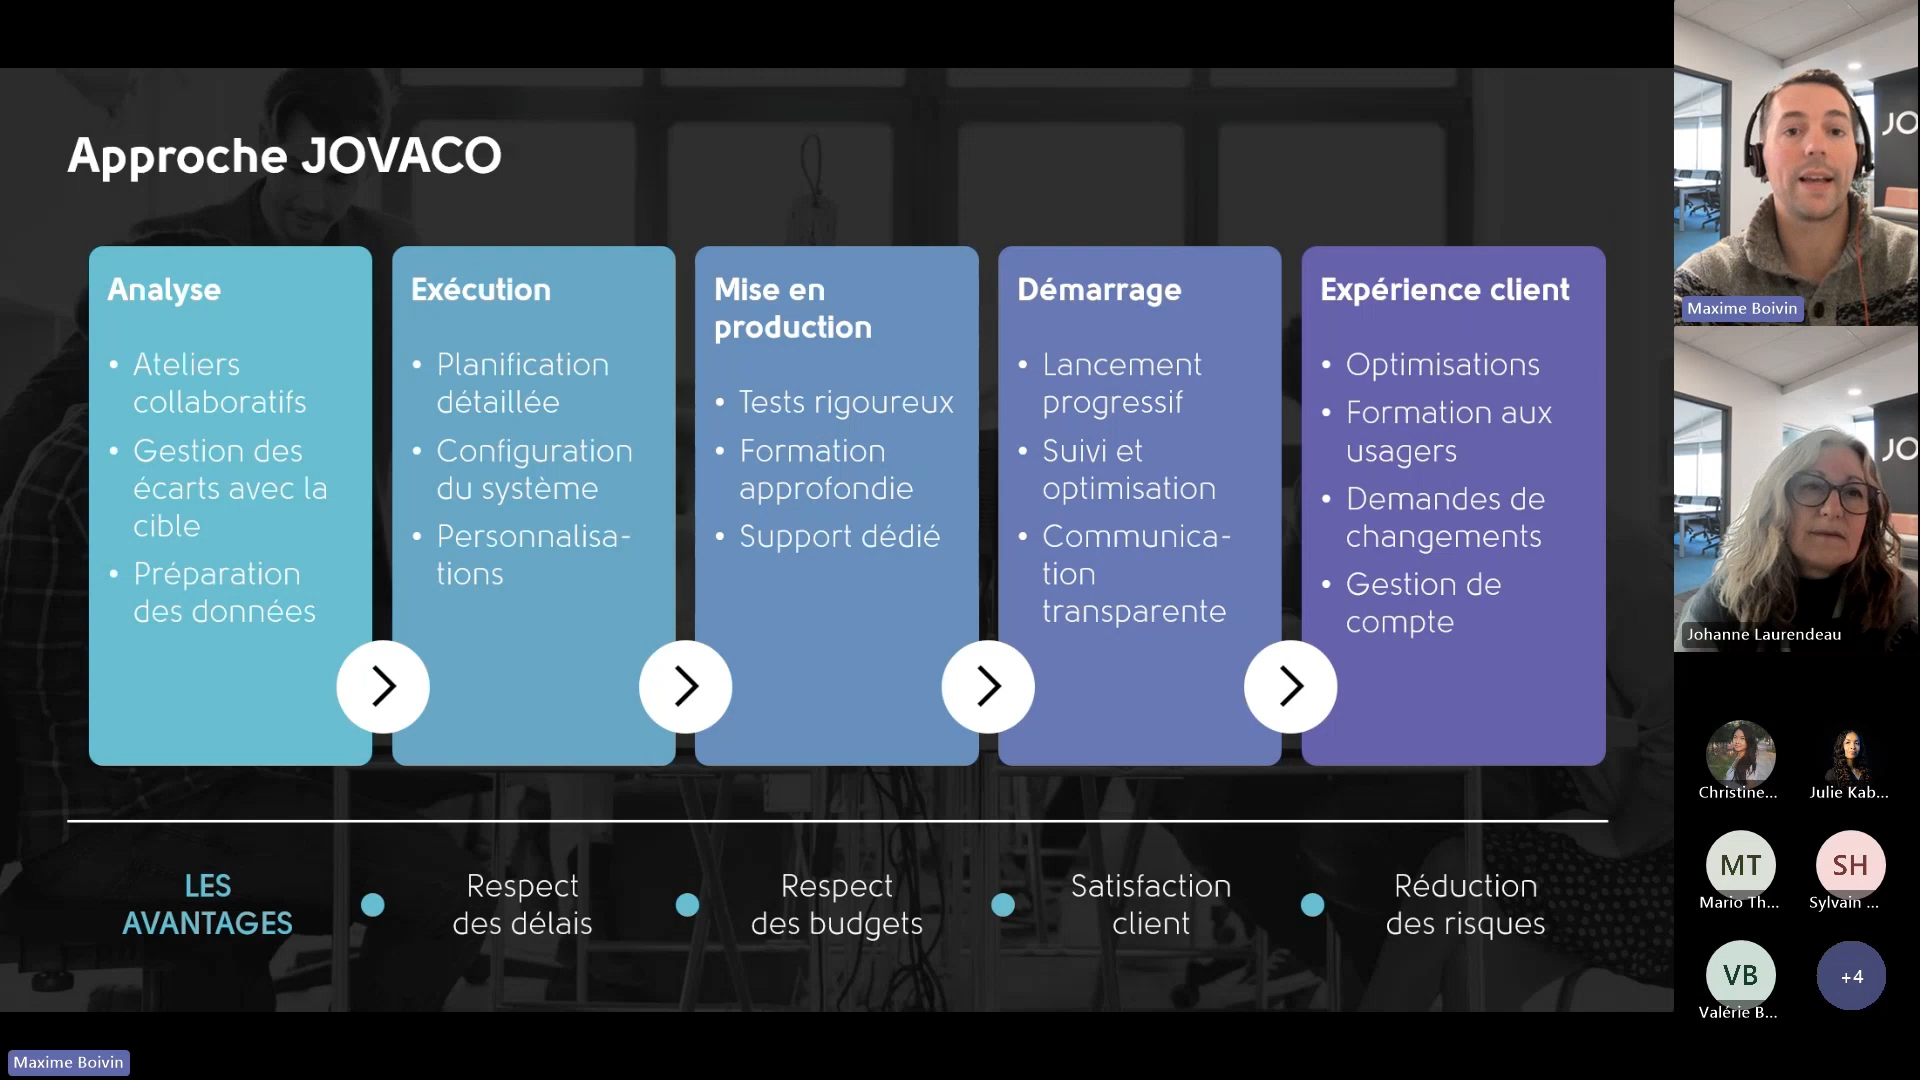 Approche JOVACO
Analyse
• Ateliers
collaboratifs
• Gestion des
écarts avec la
cible
• Préparation
des données
Exécution
• Planification
détaillée
• Configuration
du système
• Personnalisa-
tions
Mise en
production
• Tests rigoureux
• Formation
approfondie
• Support dédié
Démarrage
• Lancement
progressif
• Suivi et
optimisation
• Communica-
tion
transparente
Expérience client
• Optimisations
• Formation aux
usagers
• Demandes de
changements
• Gestion de
compte
LES
AVANTAGES
Respect
des délais
Respect
des budgets
Satisfaction
client
Réduction
des risques
Maxime Boivin
JO
Maxime Boivin
JO
Johanne Laurendeau
Christine...
Julie Kab...
MT
Mario Th...
SH
Sylvain ...
VB
Valérie B...
+4